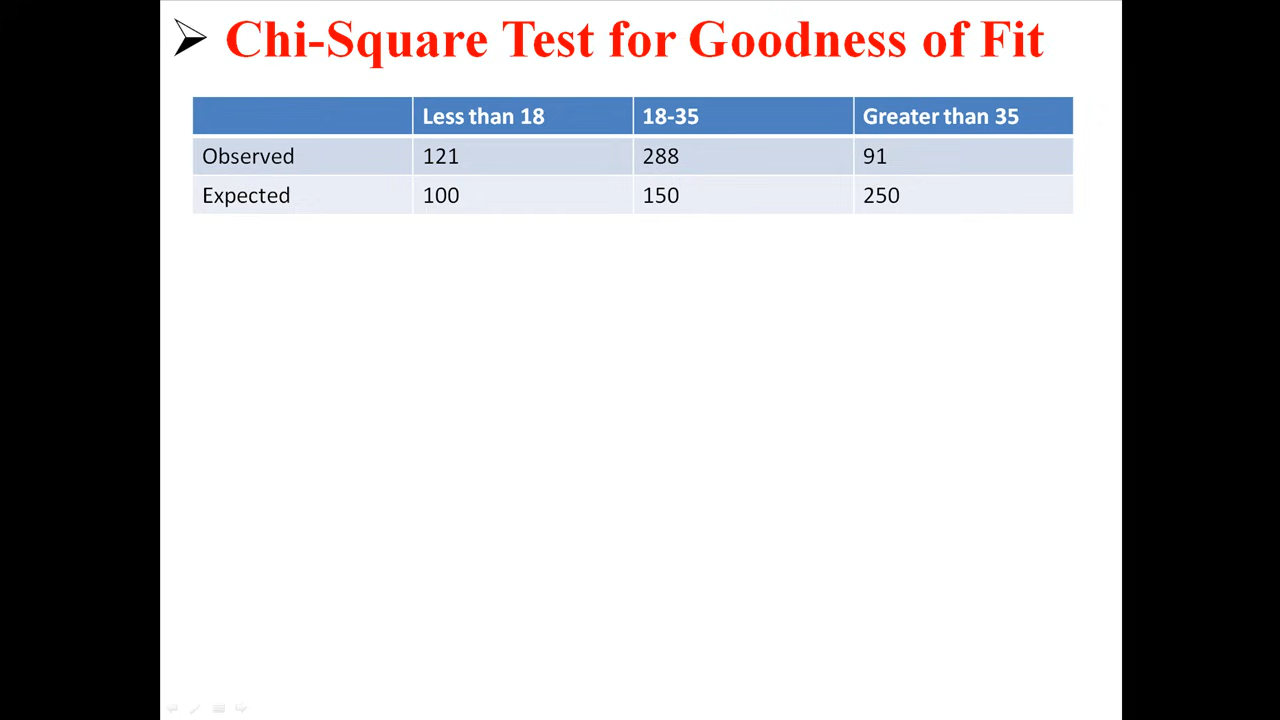 Chi-Square Test for Goodness of Fit
Less than 18 18-35 Greater than 35
Observed 121 288 91
Expected 100 150 250